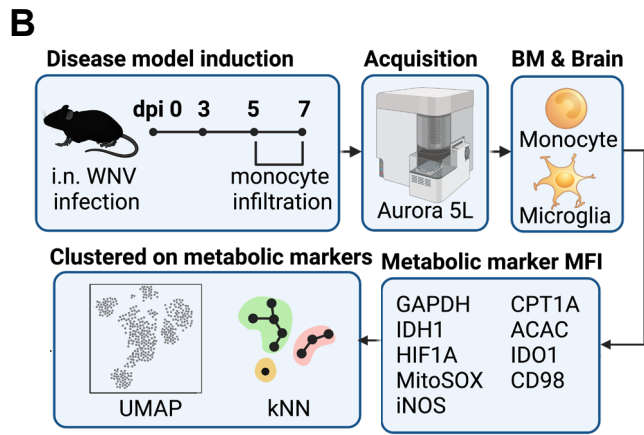 B
Disease model induction
dpi 0 3 5 7
i.n. WNV
infection
monocyte
infiltration
Acquisition
Aurora 5L
BM & Brain
Monocyte
Microglia
Metabolic marker MFI
GAPDH CPT1A
IDH1 ACAC
HIF1A IDO1
MitoSOX CD98
iNOS
Clustered on metabolic markers
UMAP kNN